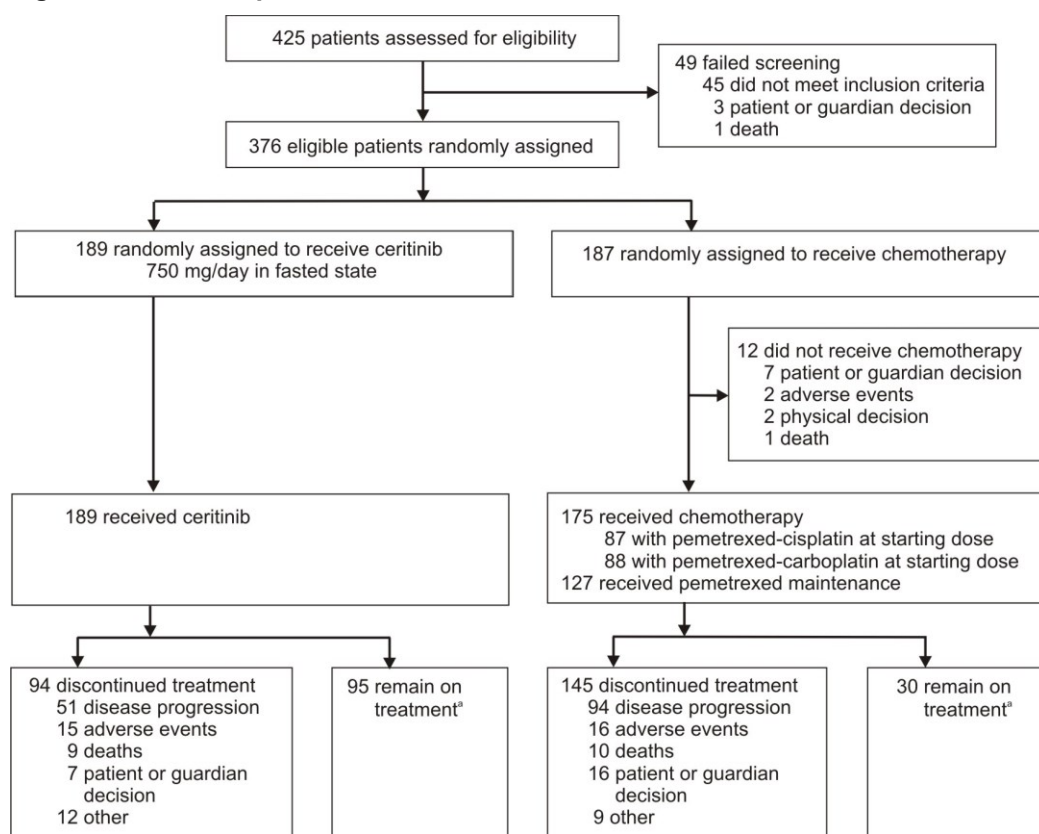 425 patients assessed for eligibility
49 failed screening
45 did not meet inclusion criteria
3 patient or guardian decision
1 death
376 eligible patients randomly assigned
189 randomly assigned to receive ceritinib
750 mg/day in fasted state
187 randomly assigned to receive chemotherapy
12 did not receive chemotherapy
7 patient or guardian decision
2 adverse events
2 physical decision
1 death
189 received ceritinib
175 received chemotherapy
87 with pemetrexed-cisplatin at starting dose
88 with pemetrexed-carboplatin at starting dose
127 received pemetrexed maintenance
94 discontinued treatment
51 disease progression
15 adverse events
9 deaths
7 patient or guardian
decision
12 other
95 remain on
treatmentᵃ
145 discontinued treatment
94 disease progression
16 adverse events
10 deaths
16 patient or guardian
decision
9 other
30 remain on
treatmentᵃ